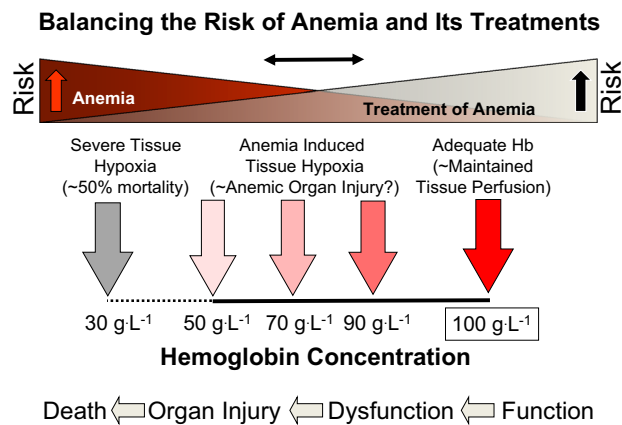 Balancing the Risk of Anemia and Its Treatments
Risk
Anemia
Treatment of Anemia
Risk
Severe Tissue
Hypoxia
(~50% mortality)
Anemia Induced
Tissue Hypoxia
(~Anemic Organ Injury?)
Adequate Hb
(~Maintained
Tissue Perfusion)
30 g·L⁻¹ 50 g·L⁻¹ 70 g·L⁻¹ 90 g·L⁻¹ 100 g·L⁻¹
Hemoglobin Concentration
Death Organ Injury Dysfunction Function